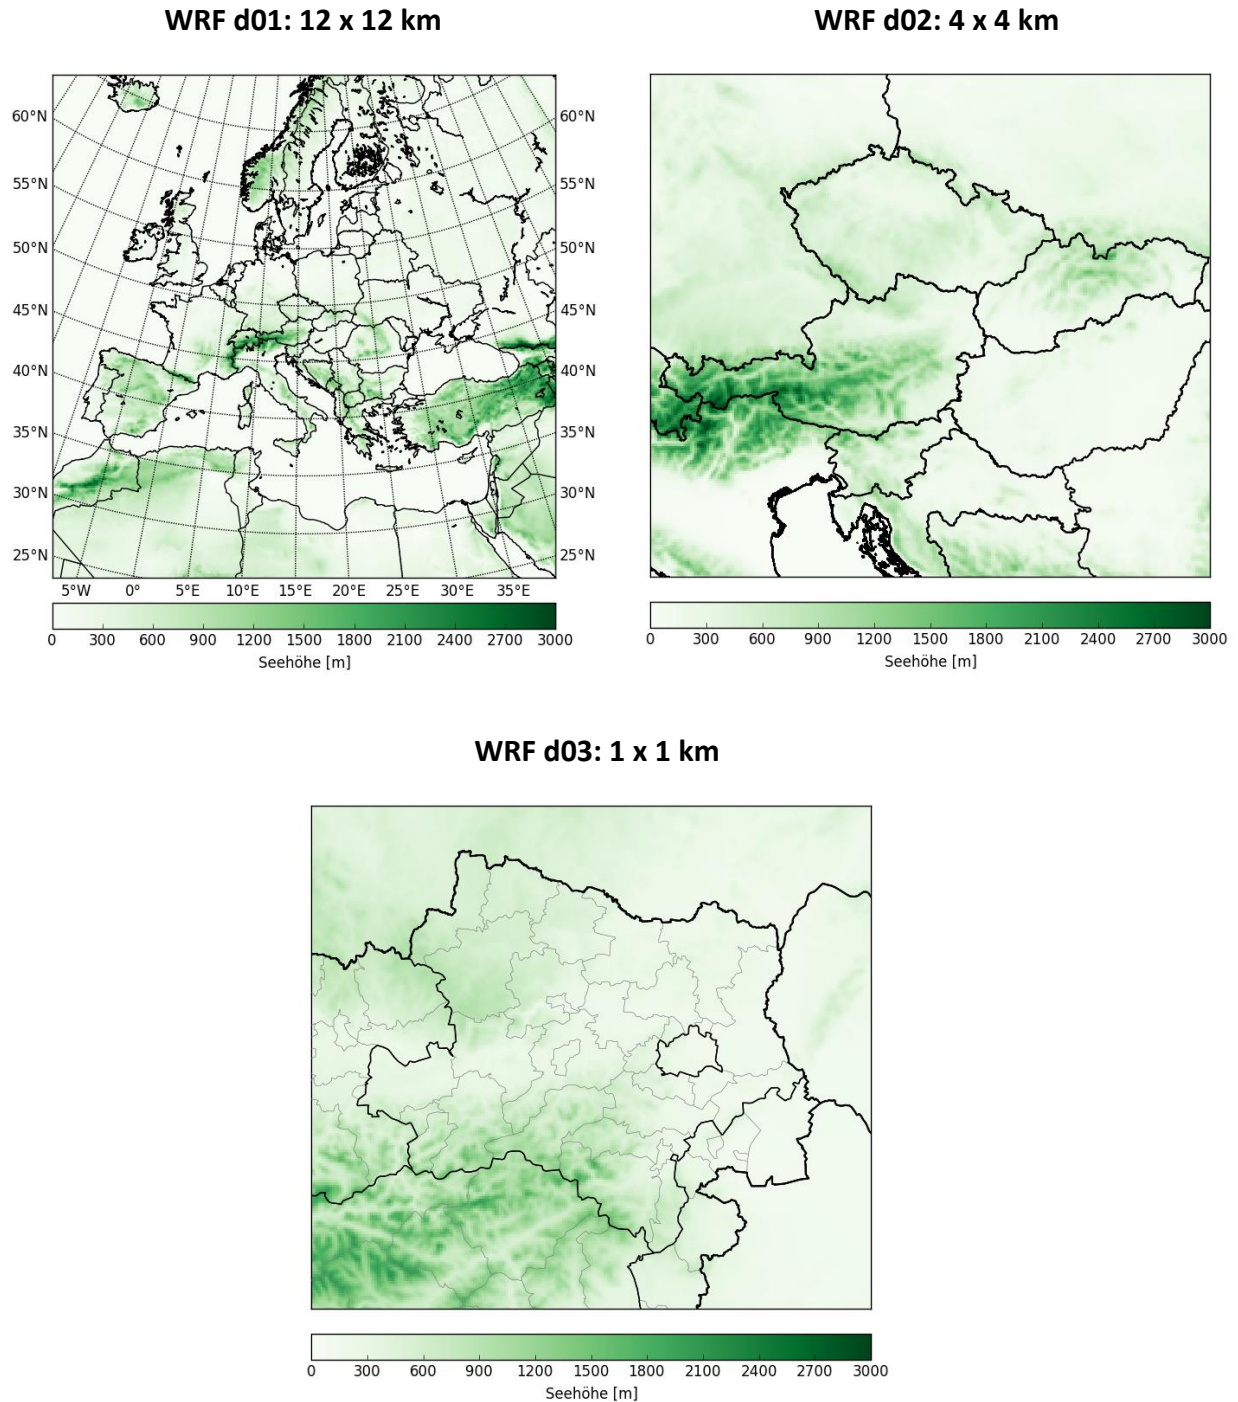 WRF d01: 12 x 12 km
WRF d02: 4 x 4 km
60°N
60°N
55°N
55°N
50°N
50°N
45°N
45°N
40°N
40°N
35°N
35°N
30°N
30°N
25°N
25°N
5°W 0° 5°E 10°E 15°E 20°E 25°E 30°E 35°E
0 300 600 900 1200 1500 1800 2100 2400 2700 3000
Seehöhe [m]
0 300 600 900 1200 1500 1800 2100 2400 2700 3000
Seehöhe [m]
WRF d03: 1 x 1 km
0 300 600 900 1200 1500 1800 2100 2400 2700 3000
Seehöhe [m]